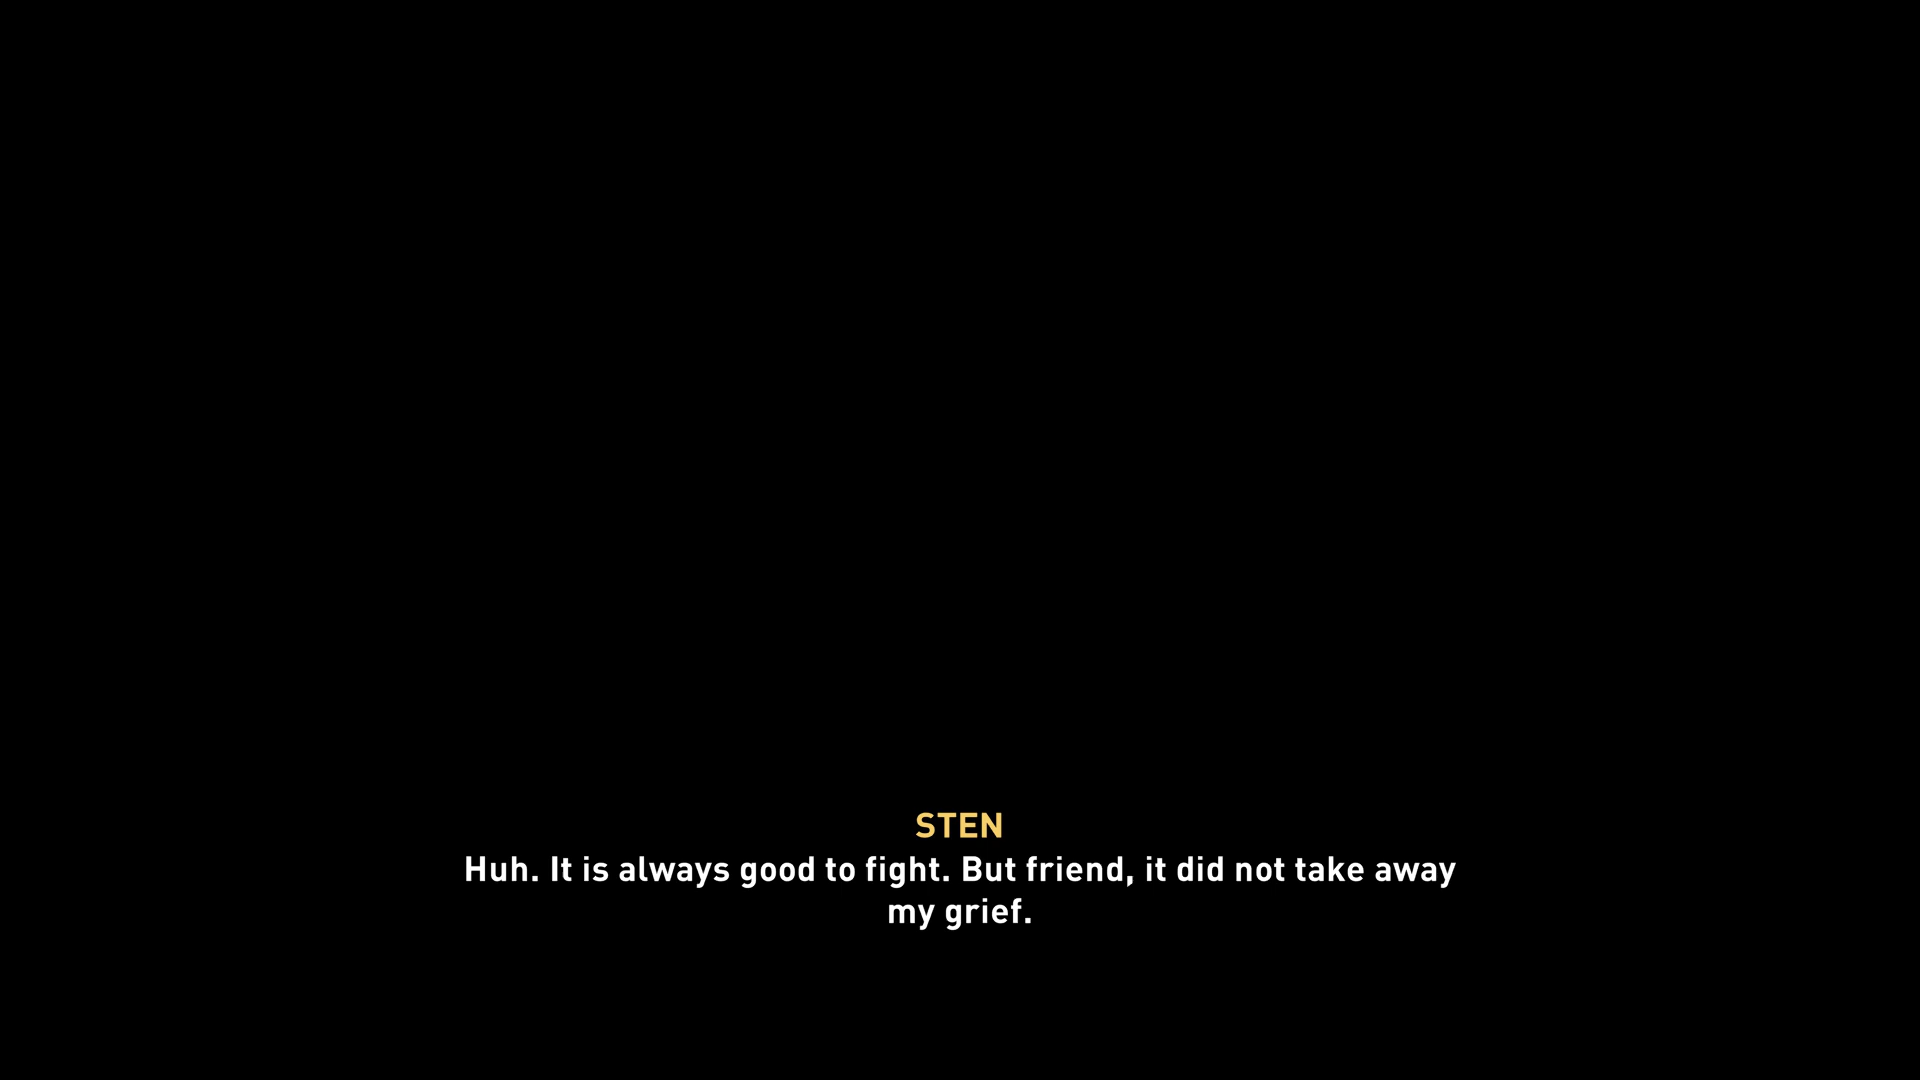 STEN
Huh. It is always good to fight. But friend, it did not take away
my grief.